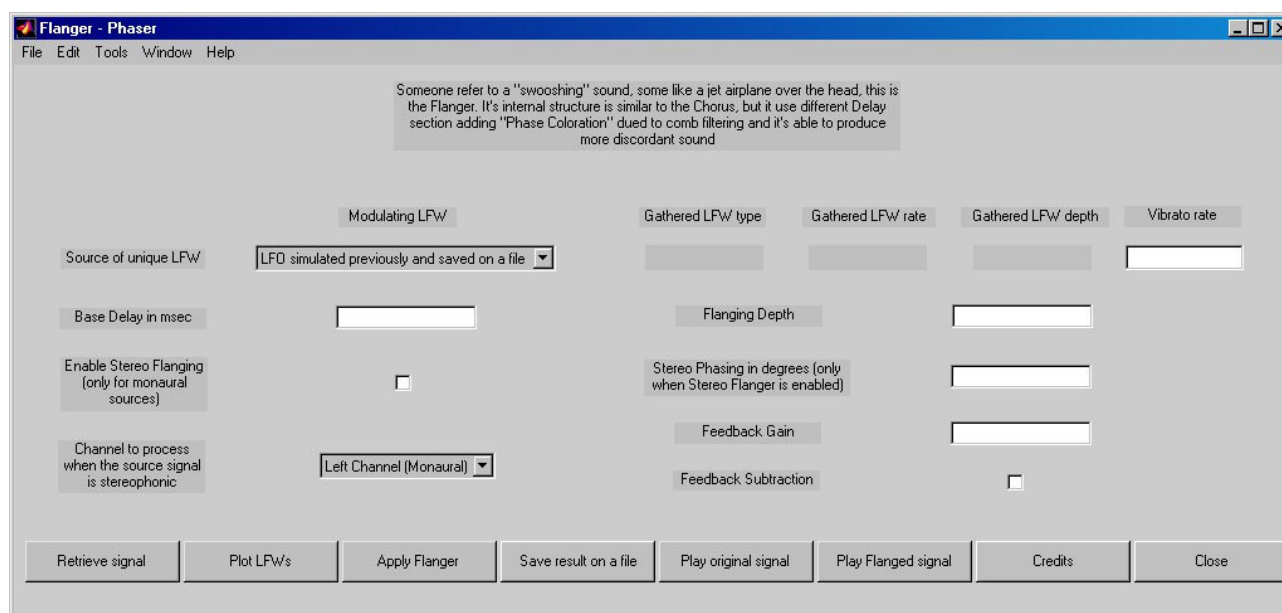 Flanger - Phaser
File Edit Tools Window Help
Someone refer to a "swooshing" sound, some like a jet airplane over the head, this is
the Flanger. It's internal structure is similar to the Chorus, but it use different Delay
section adding "Phase Coloration" dued to comb filtering and it's able to produce
more discordant sound
Modulating LFW
Gathered LFW type
Gathered LFW rate
Gathered LFW depth
Vibrato rate
Source of unique LFW
LFO simulated previously and saved on a file
Base Delay in msec
Flanging Depth
Enable Stereo Flanging
(only for monaural
sources)
Stereo Phasing in degrees (only
when Stereo Flanger is enabled)
Feedback Gain
Channel to process
when the source signal
is stereophonic
Left Channel (Monaural)
Feedback Subtraction
Retrieve signal
Plot LFW's
Apply Flanger
Save result on a file
Play original signal
Play Flanged signal
Credits
Close